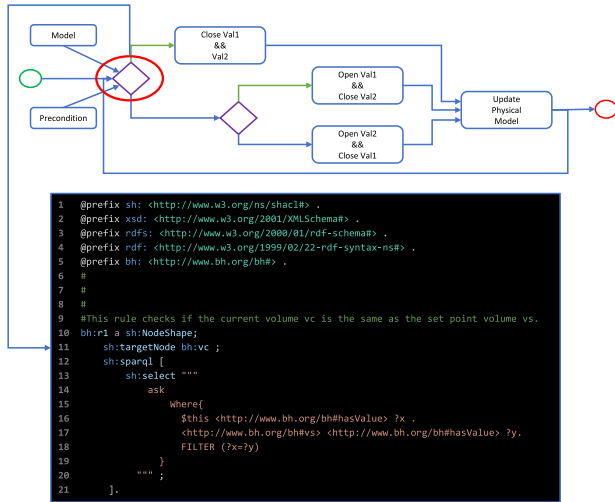 Model
Precondition
Close Val1
&&
Val2
Open Val1
&&
Close Val2
Open Val2
&&
Close Val1
Update
Physical
Model
1 @prefix sh: <http://www.w3.org/ns/shacl#> .
2 @prefix xsd: <http://www.w3.org/2001/XMLSchema#> .
3 @prefix rdfs: <http://www.w3.org/2000/01/rdf-schema#> .
4 @prefix rdf: <http://www.w3.org/1999/02/22-rdf-syntax-ns#> .
5 @prefix bh: <http://www.bh.org/bh#> .
6 #
7 #
8 #
9 #This rule checks if the current volume vc is the same as the set point volume vs.
10 bh:r1 a sh:NodeShape;
11 sh:targetNode bh:vc ;
12 sh:sparql [
13 sh:select """
14 ask
15 Where{
16 $this <http://www.bh.org/bh#hasValue> ?x .
17 <http://www.bh.org/bh#vs> <http://www.bh.org/bh#hasValue> ?y.
18 FILTER (?x=?y)
19 }
20 """ ;
21 ].